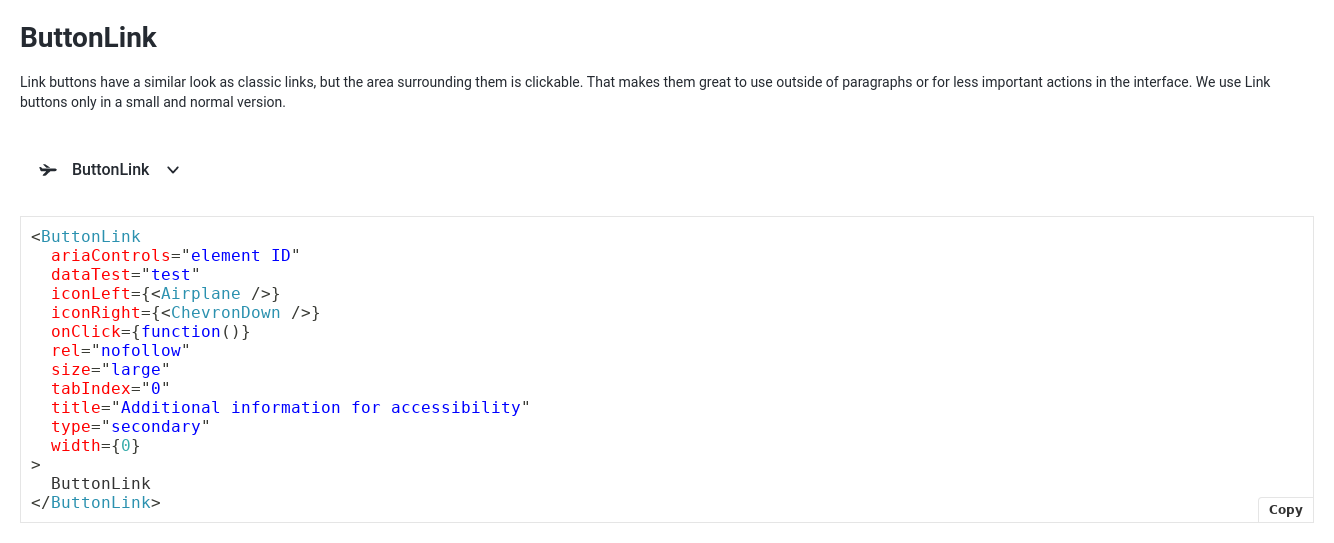 ButtonLink
Link buttons have a similar look as classic links, but the area surrounding them is clickable. That makes them great to use outside of paragraphs or for less important actions in the interface. We use Link
buttons only in a small and normal version.
ButtonLink
<ButtonLink
  ariaControls="element ID"
  dataTest="test"
  iconLeft={<Airplane />}
  iconRight={<ChevronDown />}
  onClick={function()}
  rel="nofollow"
  size="large"
  tabIndex="0"
  title="Additional information for accessibility"
  type="secondary"
  width={0}
>
  ButtonLink
</ButtonLink>
Copy